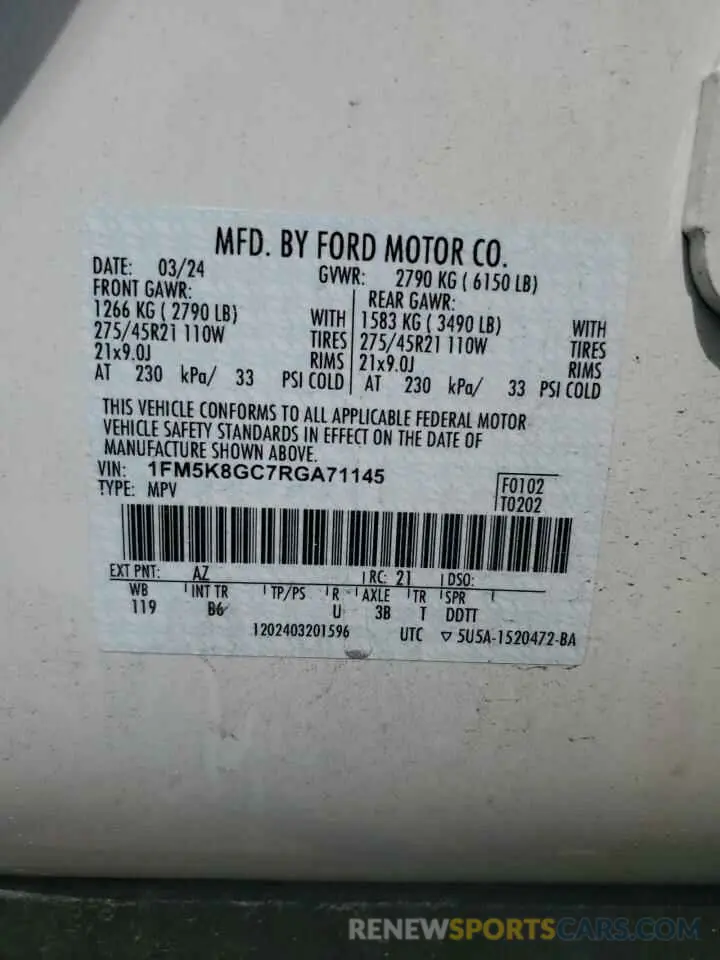 MFD. BY FORD MOTOR CO.
DATE: 03/24 GVWR: 2790 KG ( 6150 LB)
FRONT GAWR: REAR GAWR:
1266 KG ( 2790 LB) WITH 1583 KG ( 3490 LB) WITH
275/45R21 110W TIRES 275/45R21 110W TIRES
21x9.0J RIMS 21x9.0J RIMS
AT 230 kPa/ 33 PSI COLD AT 230 kPa/ 33 PSI COLD
THIS VEHICLE CONFORMS TO ALL APPLICABLE FEDERAL MOTOR
VEHICLE SAFETY STANDARDS IN EFFECT ON THE DATE OF
MANUFACTURE SHOWN ABOVE.
VIN: 1FM5K8GC7RGA71145
TYPE: MPV F0102
T0202
EXT PNT: AZ RC: 21 DSO:
WB INT TR TP/PS R AXLE TR SPR
119 B6 U 3B T DDTT
1202403201596 UTC ▽ 5U5A-1520472-BA
RENEWSPORTSCARS.COM